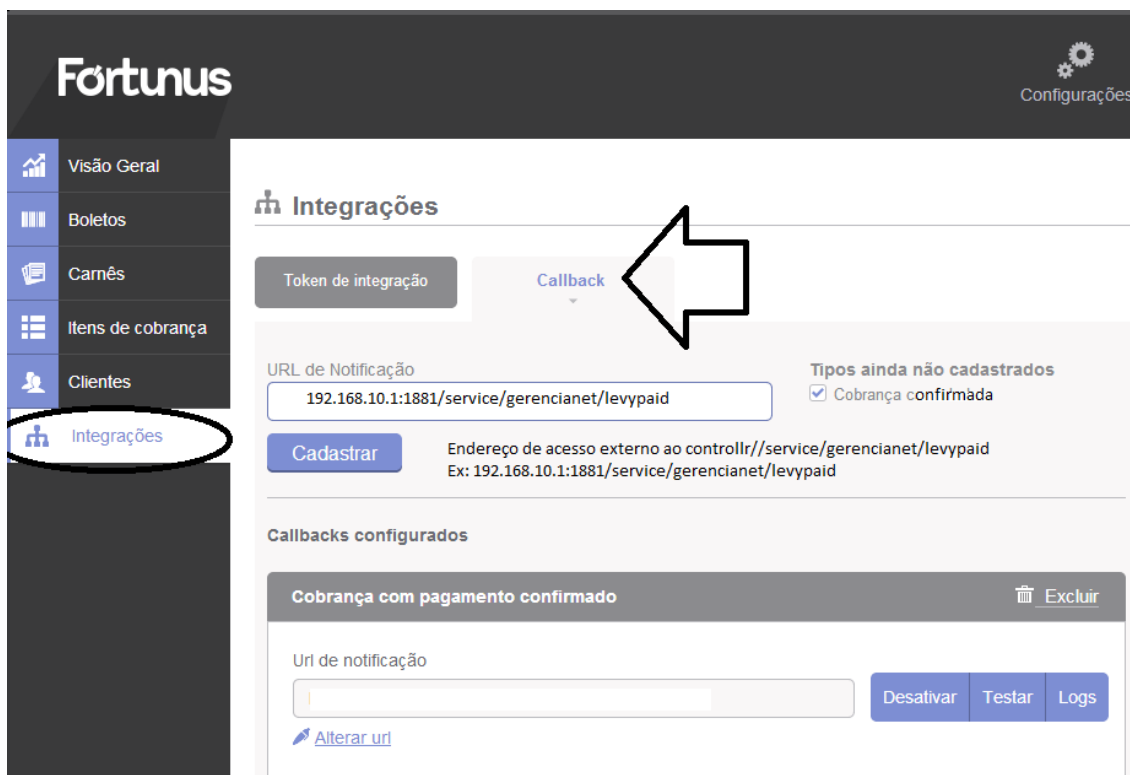 Fortunus
Configurações
Visão Geral
Boletos
Carnês
Itens de cobrança
Clientes
Integrações
Integrações
Token de integração
Callback
URL de Notificação
192.168.10.1:1881/service/gerencianet/levypaid
Tipos ainda não cadastrados
Cobrança confirmada
Cadastrar
Endereço de acesso externo ao controllr//service/gerencianet/levypaid
Ex: 192.168.10.1:1881/service/gerencianet/levypaid
Callbacks configurados
Cobrança com pagamento confirmado
Excluir
Url de notificação
Desativar
Testar
Logs
Alterar url